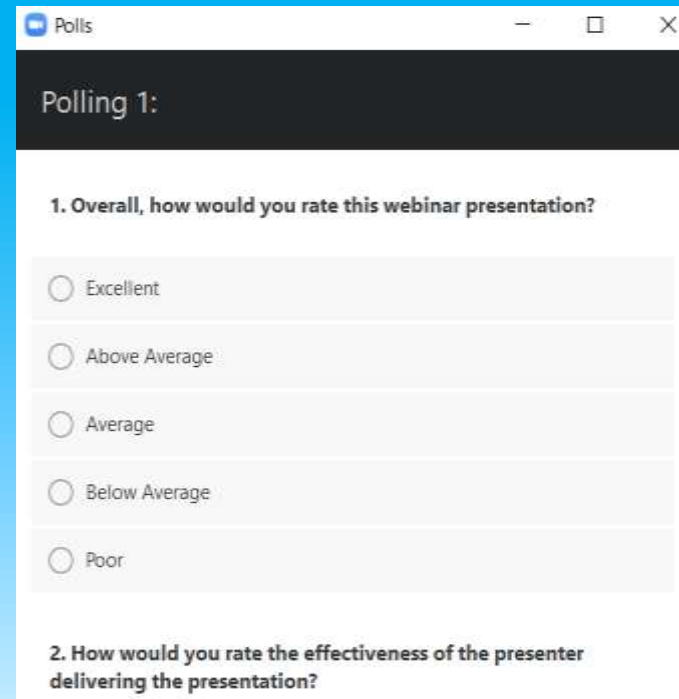 Polls
Polling 1:
1. Overall, how would you rate this webinar presentation?
Excellent
Above Average
Average
Below Average
Poor
2. How would you rate the effectiveness of the presenter
delivering the presentation?